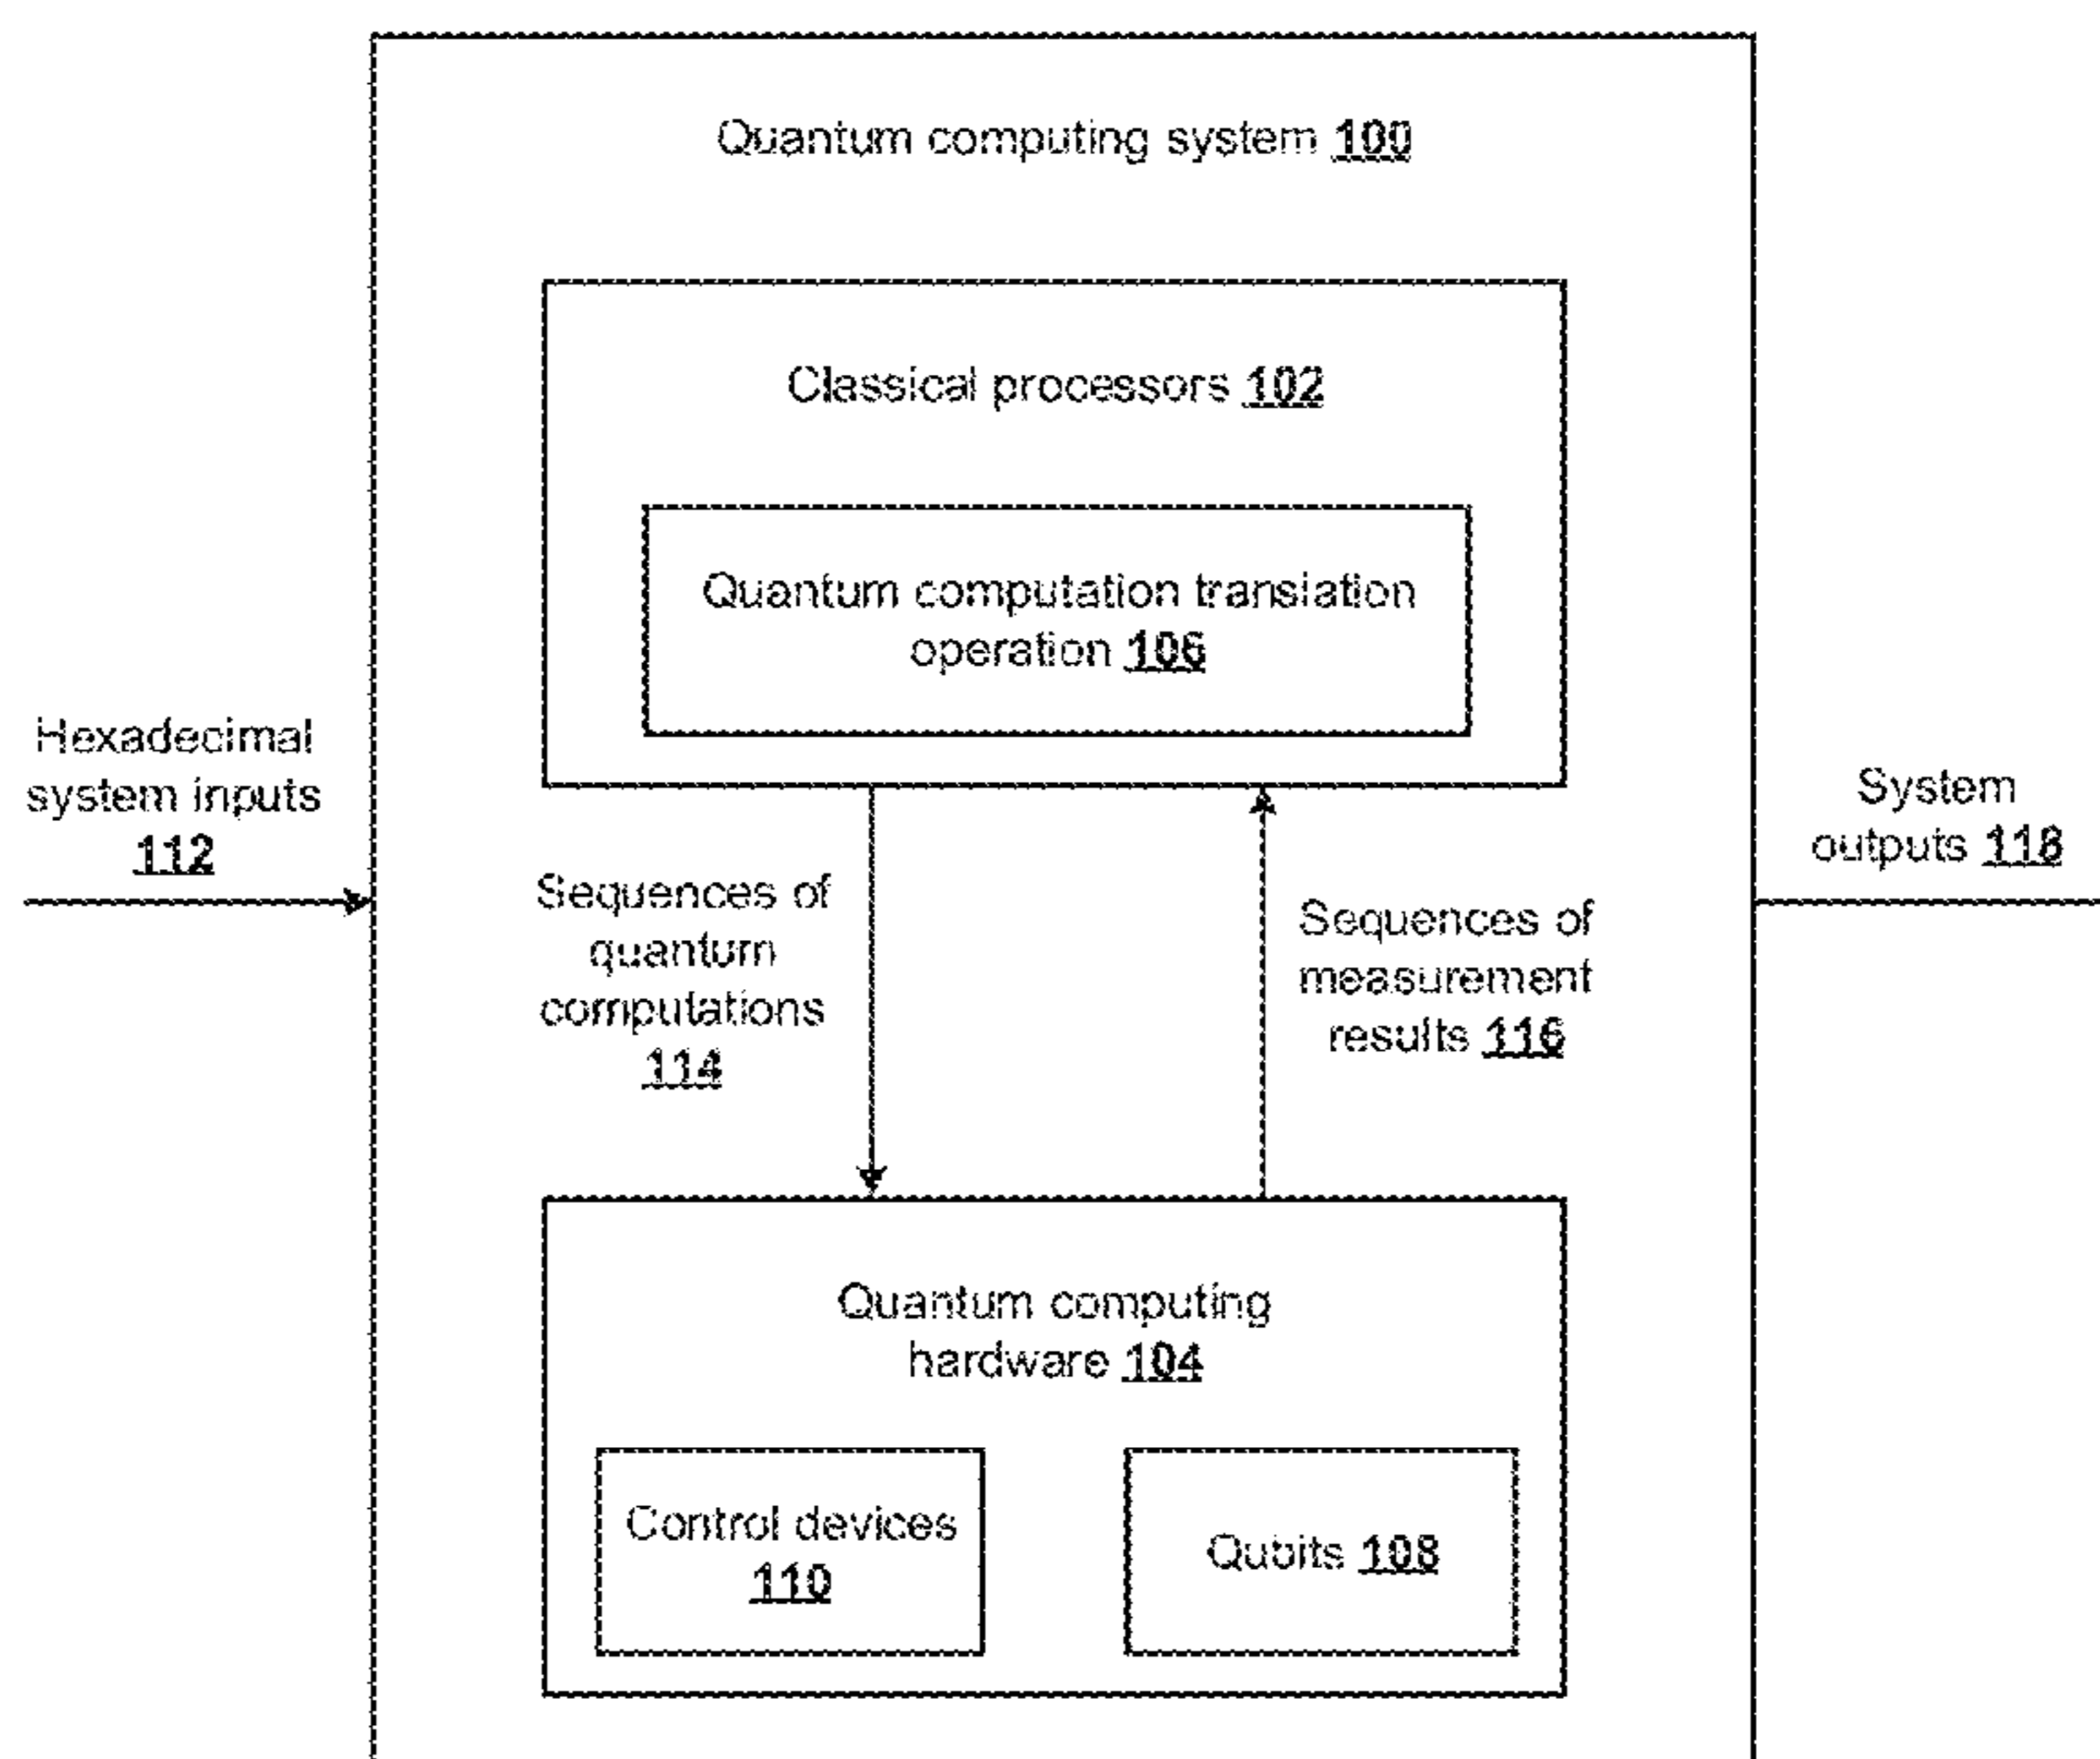 Quantum computing system 100
Classical processors 102
Quantum computation translation
operation 106
Hexadecimal
system inputs
112
System
outputs 118
Sequences of
quantum
computations
114
Sequences of
measurement
results 116
Quantum computing
hardware 104
Control devices
110
Qubits 108